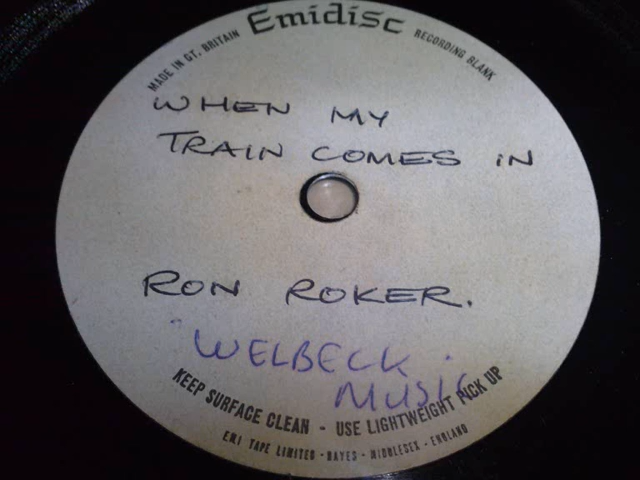 Emidisc
MADE IN GT. BRITAIN
RECORDING BLANK
WHEN MY
TRAIN COMES IN
RON ROKER.
WELBECK
MUSIC
KEEP SURFACE CLEAN - USE LIGHTWEIGHT PICK UP
EMI TAPE LIMITED · HAYES · MIDDLESEX · ENGLAND